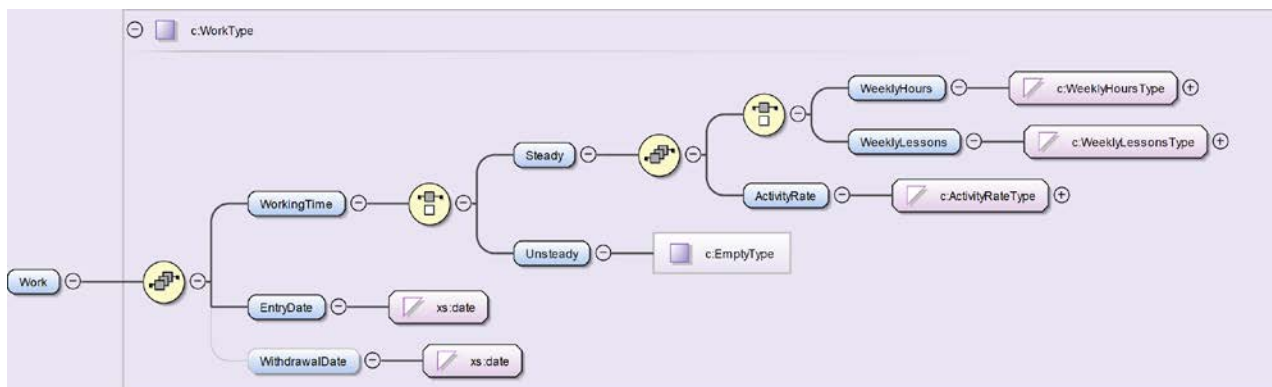 c:WorkType
WeeklyHours c:WeeklyHoursType
WeeklyLessons c:WeeklyLessonsType
Steady
ActivityRate c:ActivityRateType
WorkingTime
Unsteady c:EmptyType
Work
EntryDate xs:date
WithdrawalDate xs:date